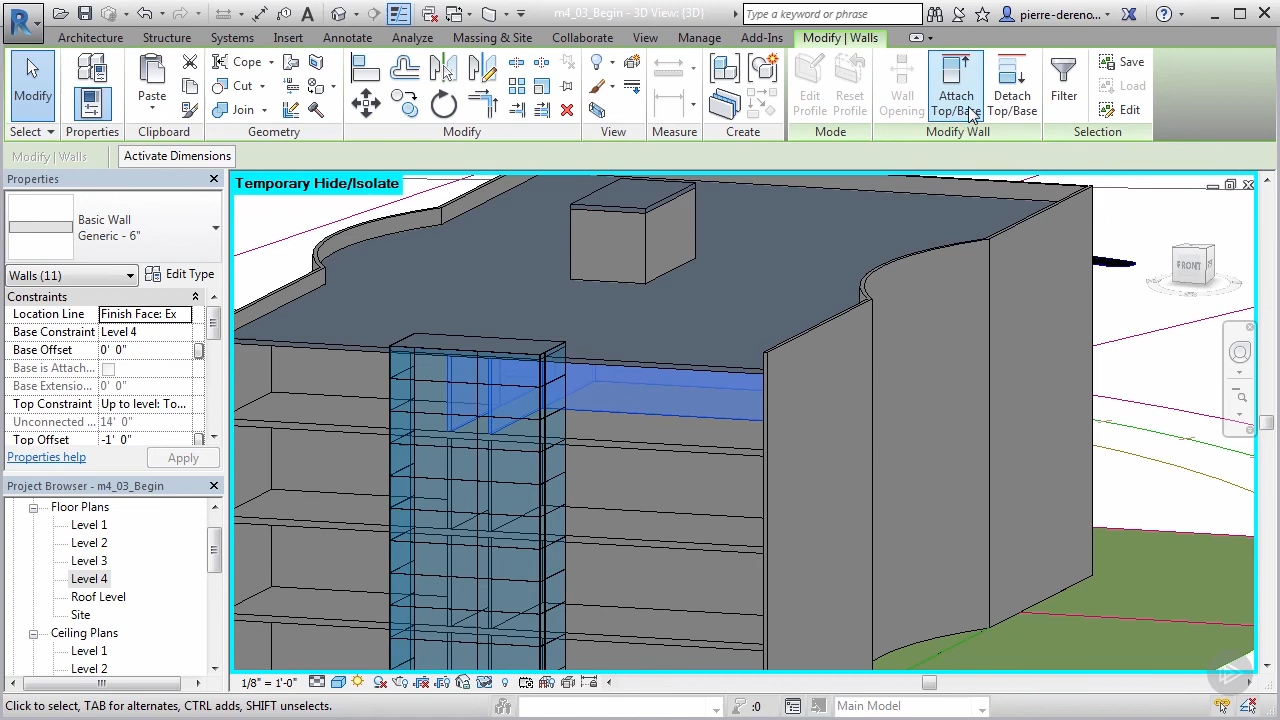 m4_03_Begin - 3D View: {3D}
Type a keyword or phrase
pierre-dereno...
Architecture Structure Systems Insert Annotate Analyze Massing & Site Collaborate View Manage Add-Ins Modify | Walls
Modify
Paste
Cope
Cut
Join
Edit Profile
Reset Profile
Wall Opening
Attach Top/Base
Detach Top/Base
Filter
Save
Load
Edit
Select Properties Clipboard Geometry Modify View Measure Create Mode Modify Wall Selection
Modify | Walls
Activate Dimensions
Properties
Basic Wall
Generic - 6"
Walls (11)
Edit Type
Constraints
Location Line Finish Face: Ex
Base Constraint Level 4
Base Offset 0' 0"
Base is Attach...
Base Extensio... 0' 0"
Top Constraint Up to level: To...
Unconnected ... 14' 0"
Top Offset -1' 0"
Properties help
Apply
Project Browser - m4_03_Begin
Floor Plans
Level 1
Level 2
Level 3
Level 4
Roof Level
Site
Ceiling Plans
Level 1
Level 2
Temporary Hide/Isolate
FRONT
1/8" = 1'-0"
Click to select, TAB for alternates, CTRL adds, SHIFT unselects.
:0
Main Model